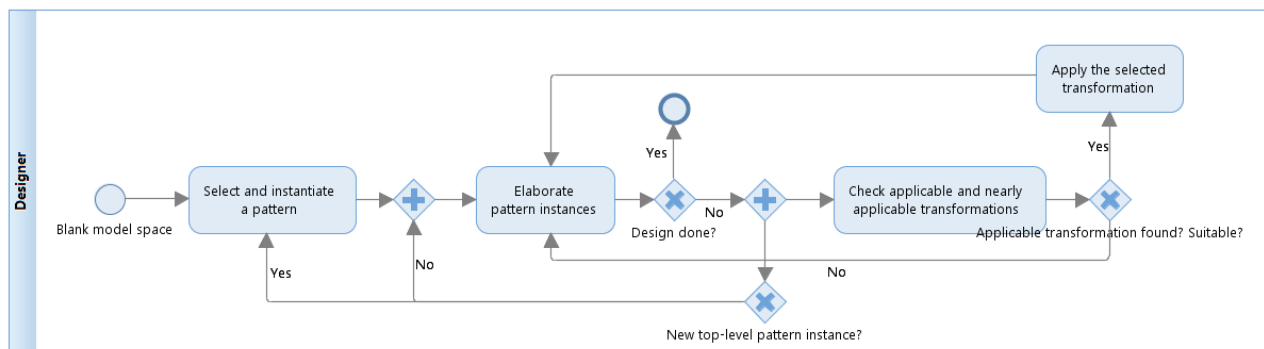 Designer
Blank model space
Select and instantiate
a pattern
Yes
No
Elaborate
pattern instances
Yes
Design done?
No
New top-level pattern instance?
Check applicable and nearly
applicable transformations
No
Applicable transformation found? Suitable?
Yes
Apply the selected
transformation